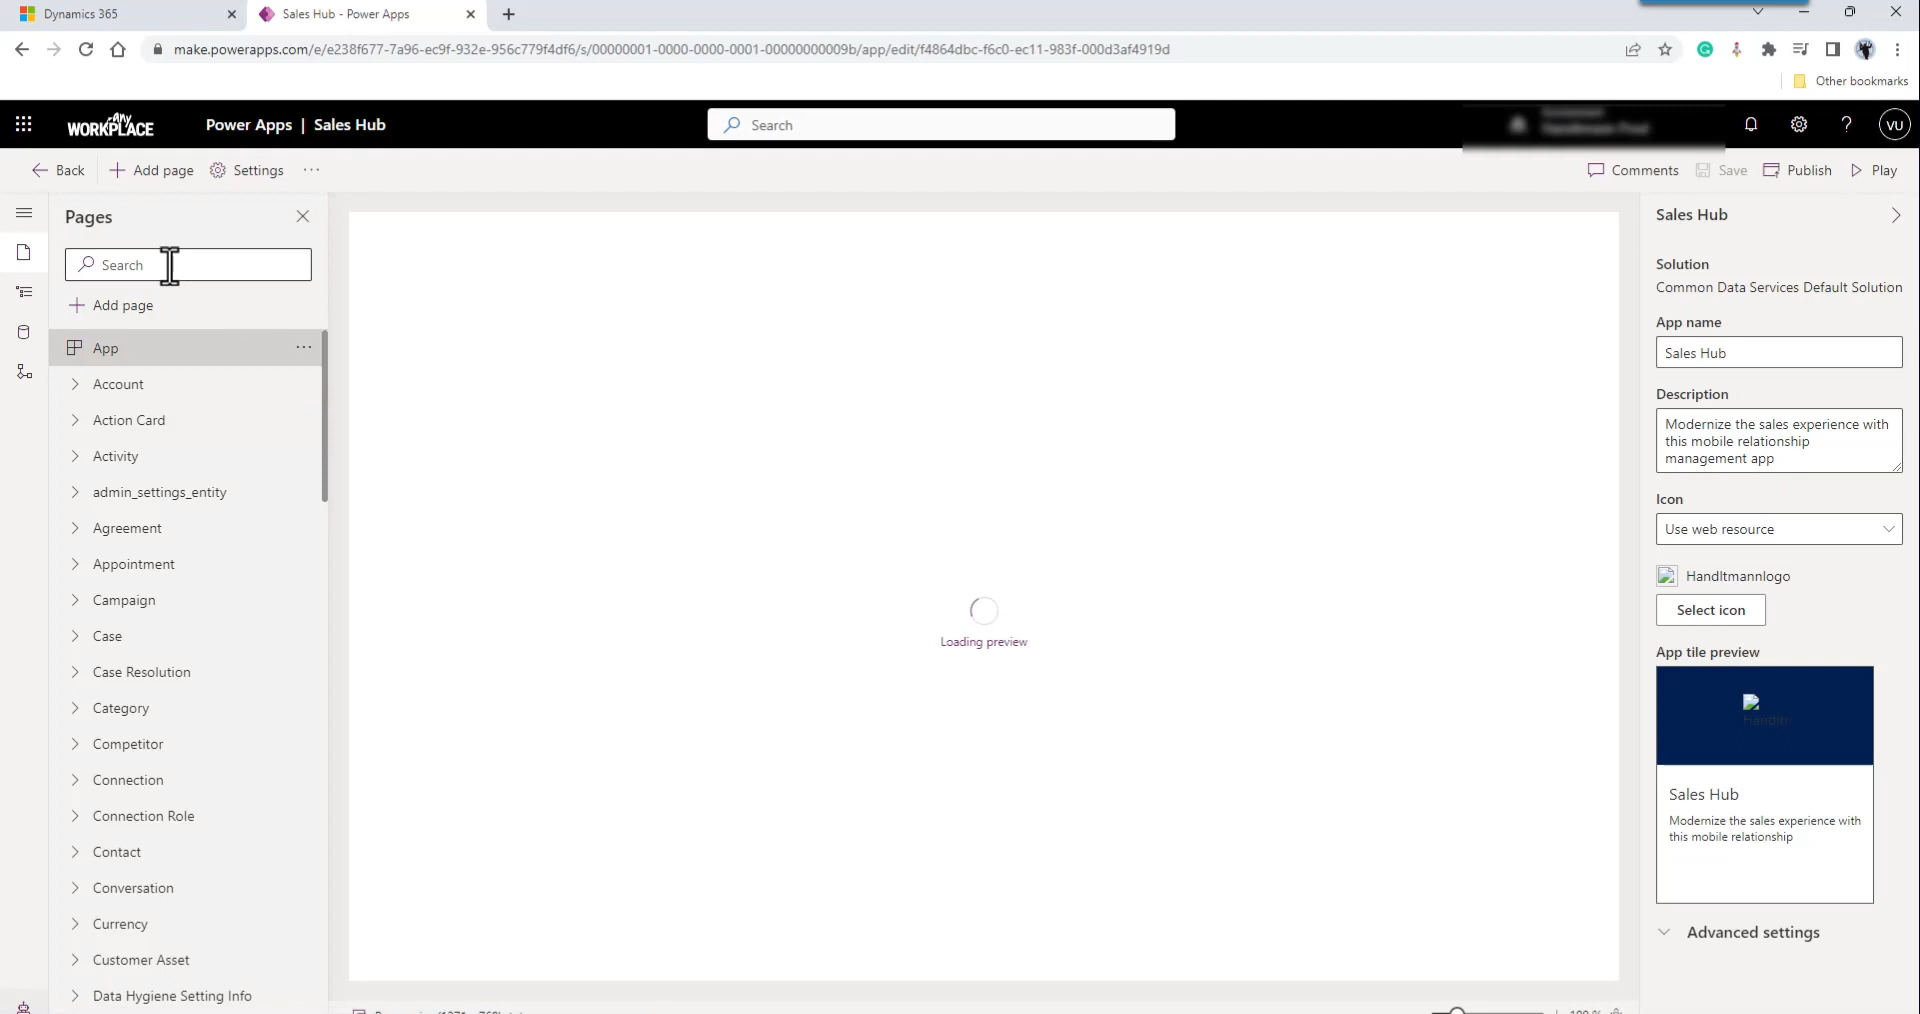 Dynamics 365
Sales Hub - Power Apps
make.powerapps.com/e/e238f677-7a96-ec9f-932e-956c779f4df6/s/00000001-0000-0000-0001-00000000009b/app/edit/f4864dbc-f6c0-ec11-983f-000d3af4919d
Other bookmarks
any
WORKPLACE
Power Apps | Sales Hub
Search
VU
Back
Add page
Settings
Comments
Save
Publish
Play
Pages
Search
Add page
App
Account
Action Card
Activity
admin_settings_entity
Agreement
Appointment
Campaign
Case
Case Resolution
Category
Competitor
Connection
Connection Role
Contact
Conversation
Currency
Customer Asset
Data Hygiene Setting Info
Loading preview
Sales Hub
Solution
Common Data Services Default Solution
App name
Sales Hub
Description
Modernize the sales experience with
this mobile relationship
management app
Icon
Use web resource
Handltmannlogo
Select icon
App tile preview
Sales Hub
Modernize the sales experience with
this mobile relationship
Advanced settings